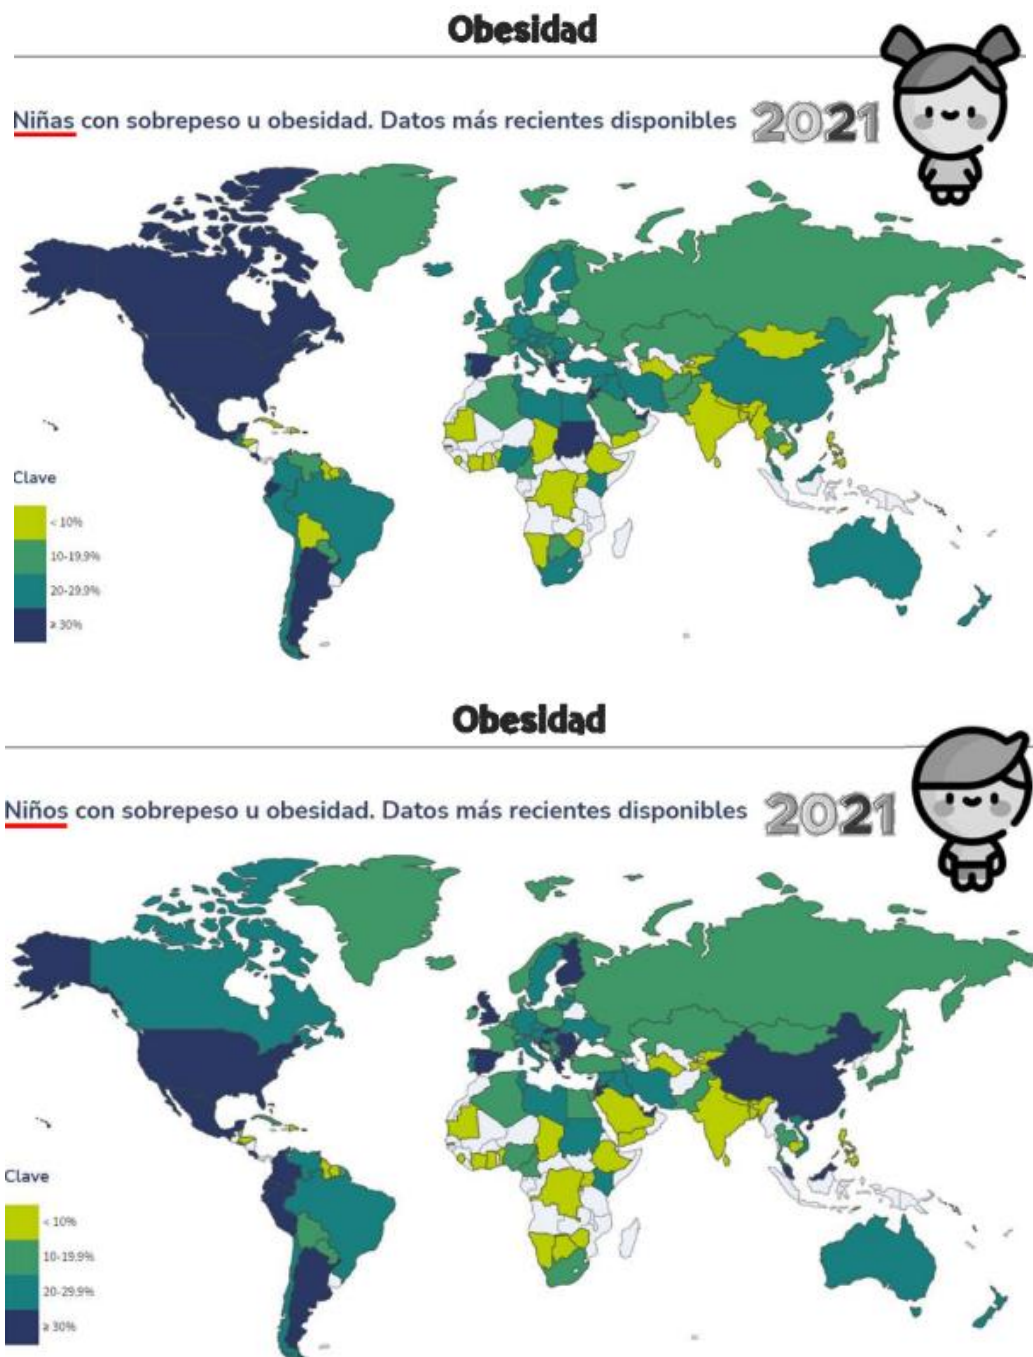 Obesidad
Niñas con sobrepeso u obesidad. Datos más recientes disponibles 2021
Clave
< 10%
10-19.9%
20-29.9%
≥ 30%
Obesidad
Niños con sobrepeso u obesidad. Datos más recientes disponibles 2021
Clave
< 10%
10-19.9%
20-29.9%
≥ 30%